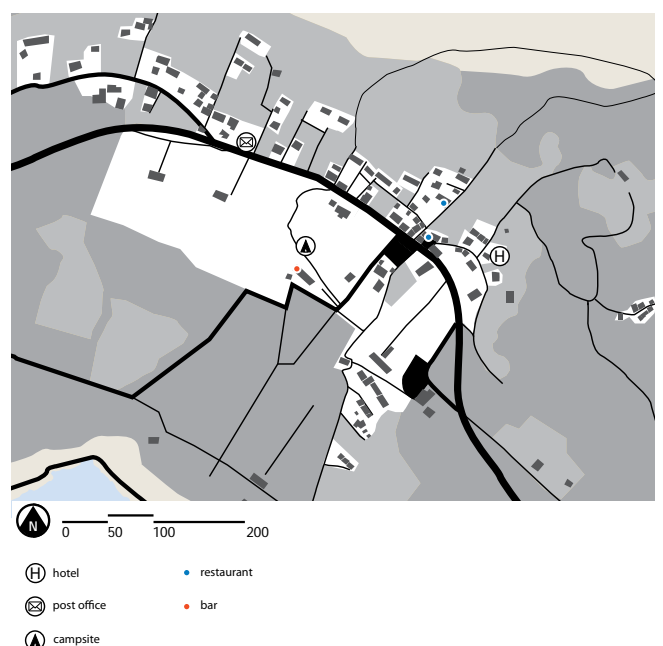 H
N
0 50 100 200
H hotel
restaurant
post office
bar
campsite